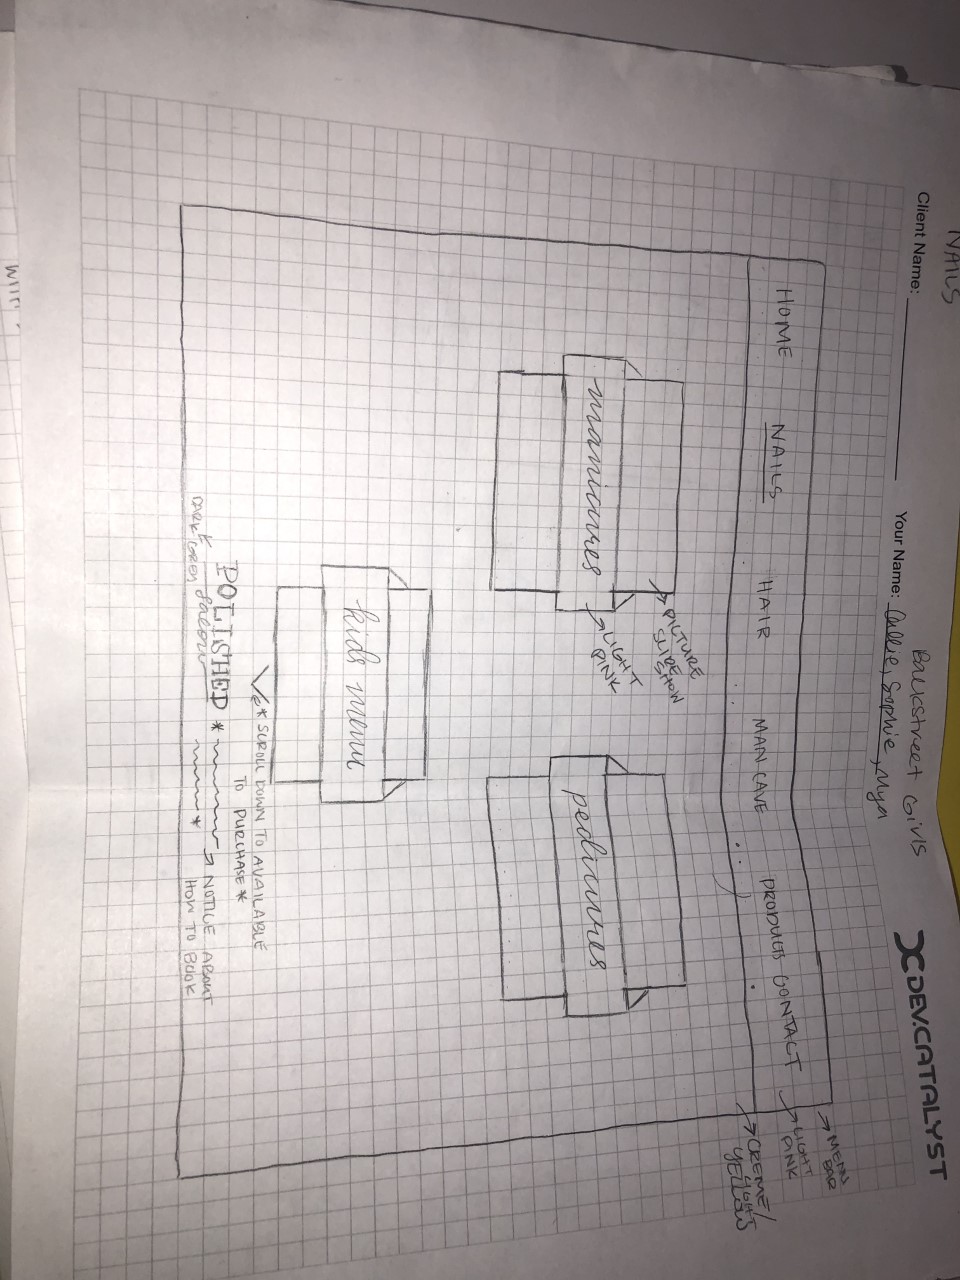 NAILS
Client Name:
Backstreet Girls
Your Name: Callie, Sophie, Mya
DEV.CATALYST
HOME NAILS HAIR MAN CAVE PRODUCTS CONTACT
MENU
BAR
LIGHT
PINK
CREME/
LIGHT
YELLOW
PICTURE
SLIDE
SHOW
LIGHT
PINK
manicures
pedicures
kids menu
* SCROLL DOWN TO AVAILABLE
TO PURCHASE *
POLISHED
Salon
DARK GREY
NOTICE ABOUT
HOW TO BOOK